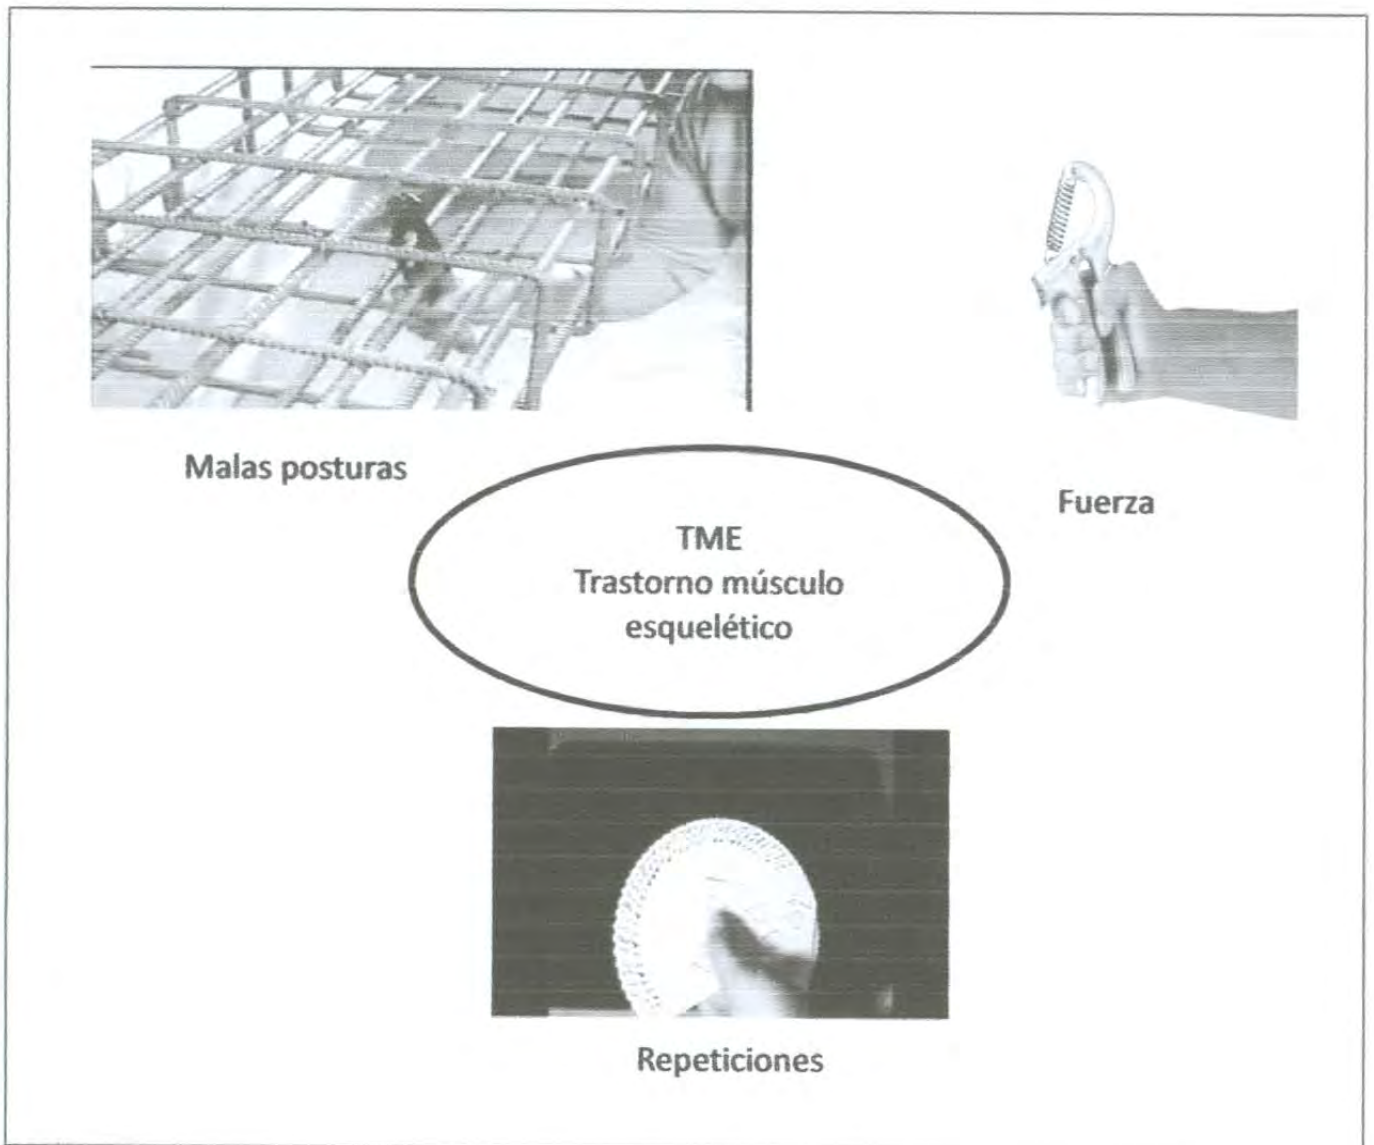 Malas posturas
Fuerza
TME
Trastorno músculo
esquelético
Repeticiones